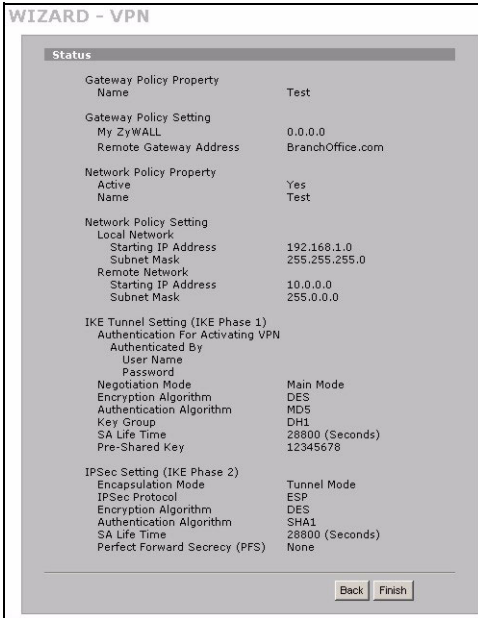 WIZARD - VPN
Status
Gateway Policy Property
Name Test
Gateway Policy Setting
My ZyWALL 0.0.0.0
Remote Gateway Address BranchOffice.com
Network Policy Property
Active Yes
Name Test
Network Policy Setting
Local Network
Starting IP Address 192.168.1.0
Subnet Mask 255.255.255.0
Remote Network
Starting IP Address 10.0.0.0
Subnet Mask 255.0.0.0
IKE Tunnel Setting (IKE Phase 1)
Authentication For Activating VPN
Authenticated By
User Name
Password
Negotiation Mode Main Mode
Encryption Algorithm DES
Authentication Algorithm MD5
Key Group DH1
SA Life Time 28800 (Seconds)
Pre-Shared Key 12345678
IPSec Setting (IKE Phase 2)
Encapsulation Mode Tunnel Mode
IPSec Protocol ESP
Encryption Algorithm DES
Authentication Algorithm SHA1
SA Life Time 28800 (Seconds)
Perfect Forward Secrecy (PFS) None
Back Finish